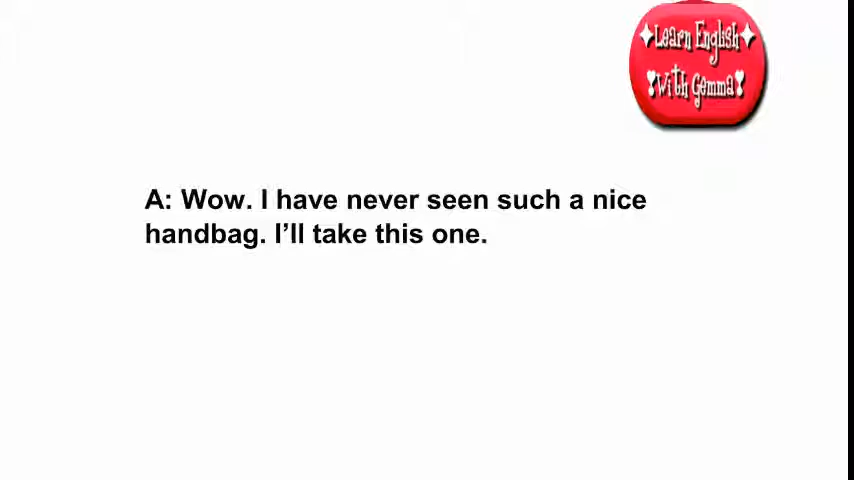 Learn English
With Gemma
A: Wow. I have never seen such a nice
handbag. I’ll take this one.